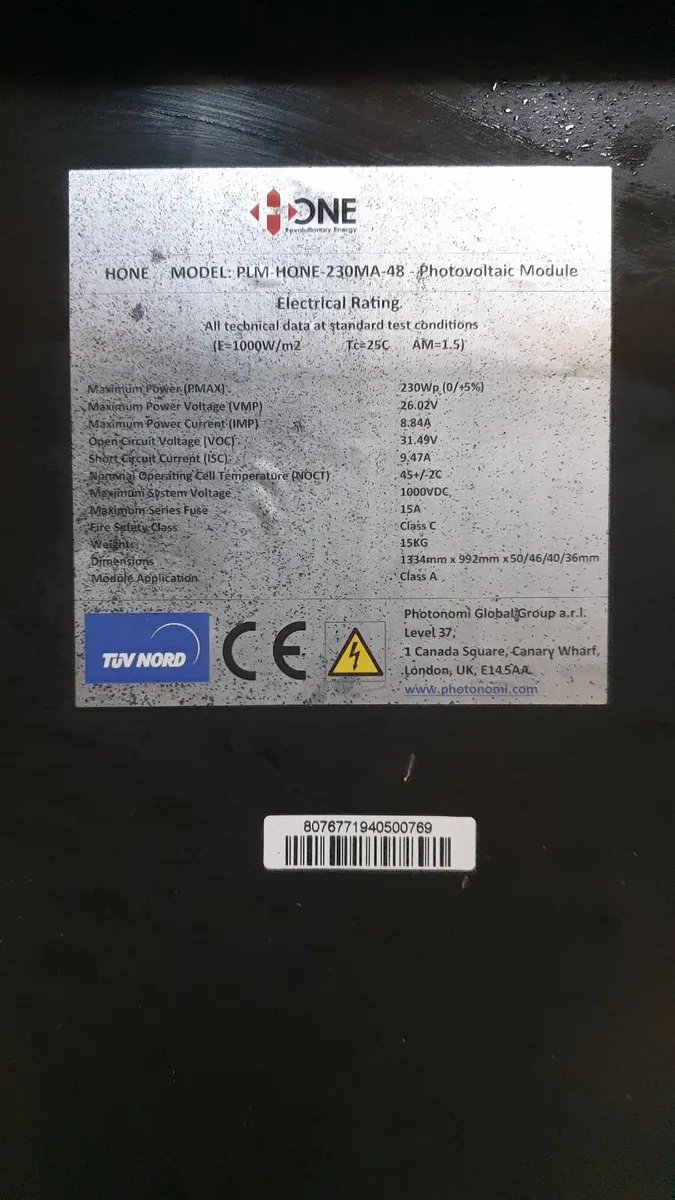 HONE
Revolutionary Energy
HONE MODEL: PLM-HONE-230MA-48 - Photovoltaic Module
Electrical Rating
All technical data at standard test conditions
(E=1000W/m2 Tc=25C AM=1.5)
Maximum Power (PMAX) 230Wp (0/+5%)
Maximum Power Voltage (VMP) 26.02V
Maximum Power Current (IMP) 8.84A
Open Circuit Voltage (VOC) 31.49V
Short Circuit Current (ISC) 9.47A
Nominal Operating Cell Temperature (NOCT) 45+/-2C
Maximum System Voltage 1000VDC
Maximum Series Fuse 15A
Fire Safety Class Class C
Weights 15KG
Dimensions 1334mm x 992mm x 50/46/40/36mm
Module Application Class A
TÜV NORD
CE
Photonomi Global Group a.r.l.
Level 37,
1 Canada Square, Canary Wharf,
London, UK, E145AA
www.photonomi.com
8076771940500769